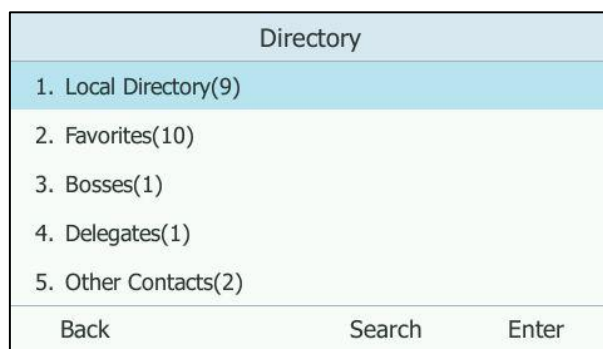 Directory
1. Local Directory(9)
2. Favorites(10)
3. Bosses(1)
4. Delegates(1)
5. Other Contacts(2)
Back Search Enter